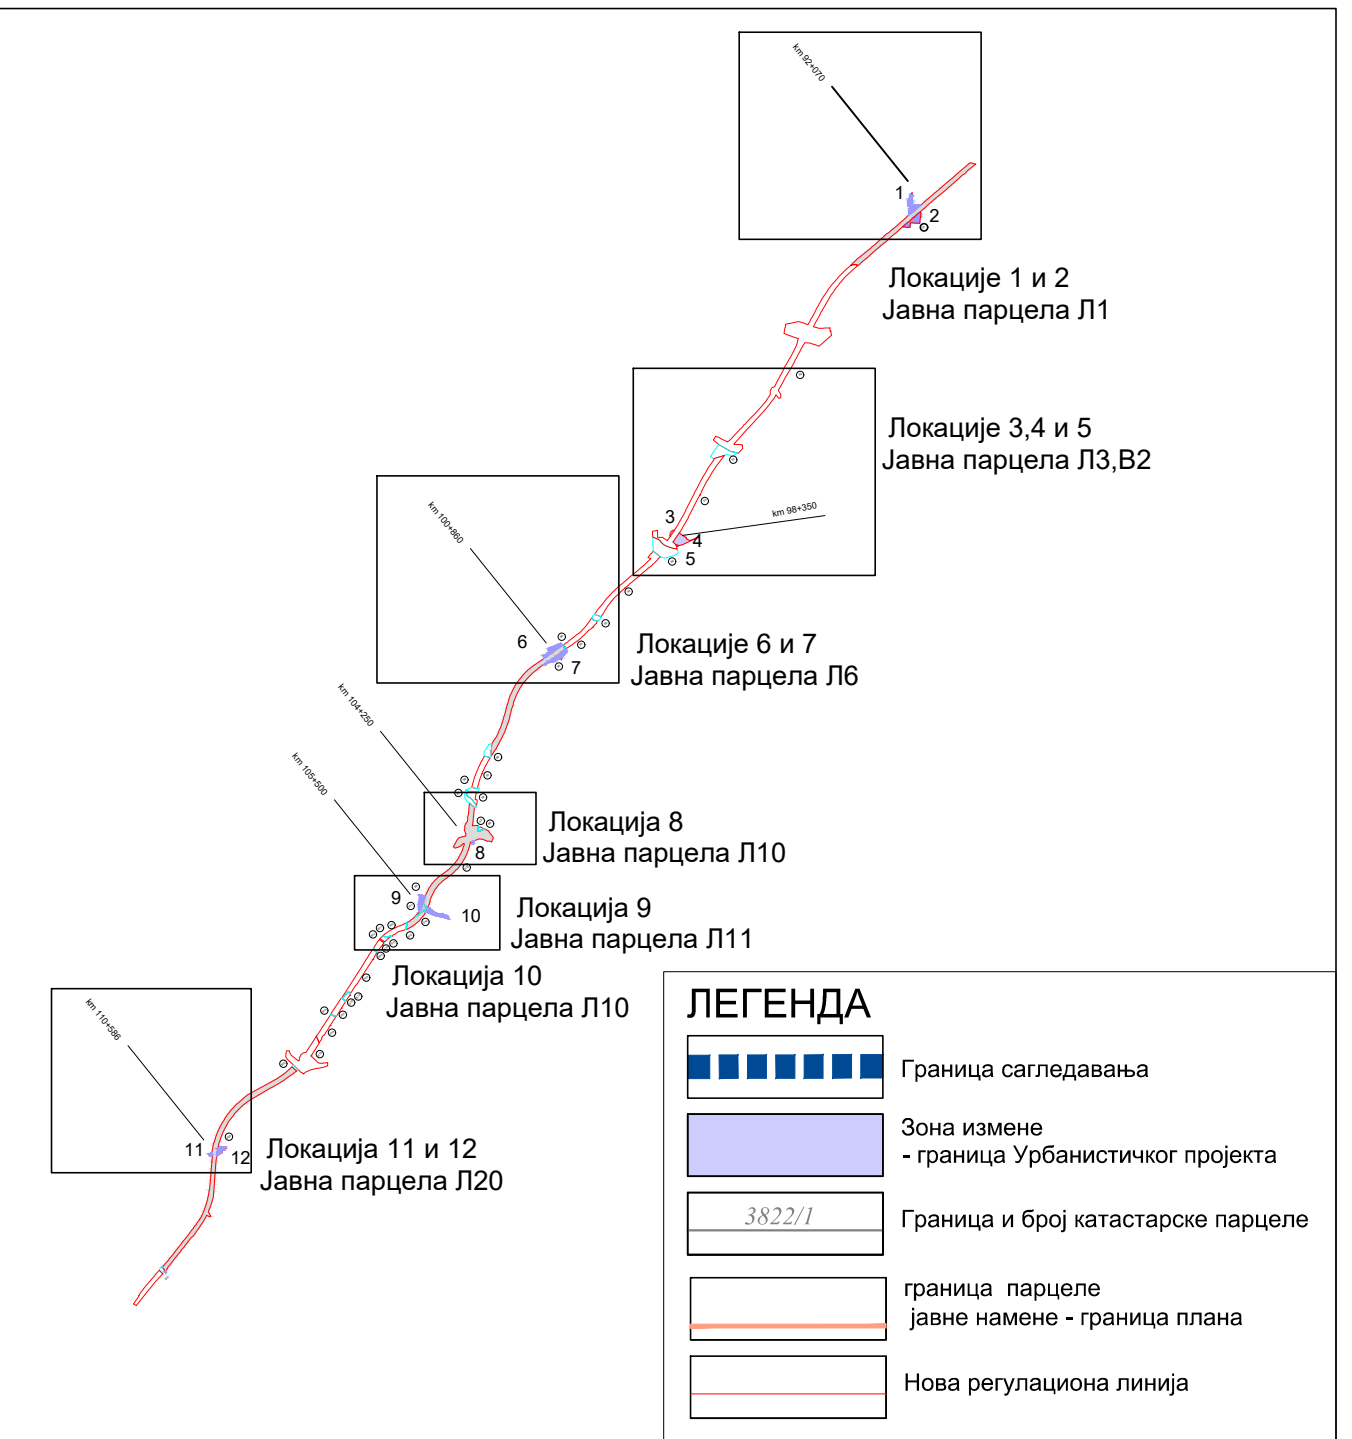 km 92+070
1
2
Локације 1 и 2
Јавна парцела Л1
Локације 3,4 и 5
Јавна парцела Л3,В2
km 98+350
3
4
5
km 100+860
6
7
Локације 6 и 7
Јавна парцела Л6
km 104+250
8
Локација 8
Јавна парцела Л10
km 105+500
9
10
Локација 9
Јавна парцела Л11
Локација 10
Јавна парцела Л10
km 110+586
11
12
Локација 11 и 12
Јавна парцела Л20
ЛЕГЕНДА
Граница сагледавања
Зона измене
- граница Урбанистичког пројекта
3822/1
Граница и број катастарске парцеле
граница парцеле
јавне намене - граница плана
Нова регулациона линија